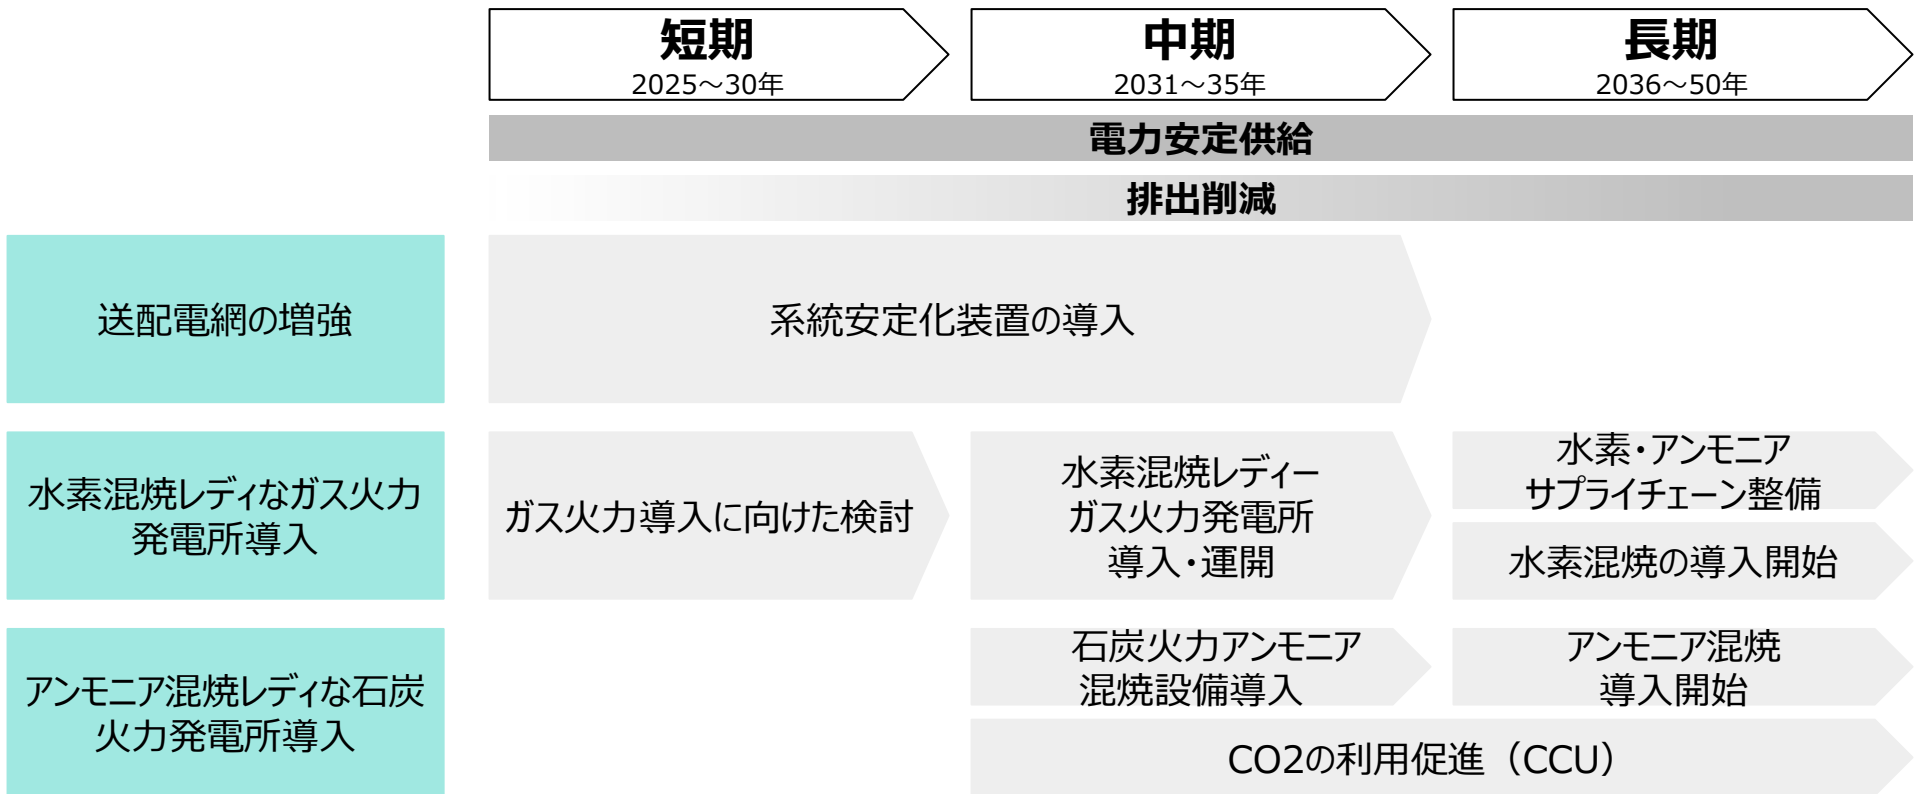 短期
2025～30年
中期
2031～35年
長期
2036～50年
電力安定供給
排出削減
送配電網の増強
系統安定化装置の導入
水素混焼レディなガス火力
発電所導入
ガス火力導入に向けた検討
水素混焼レディー
ガス火力発電所
導入・運開
水素・アンモニア
サプライチェーン整備
水素混焼の導入開始
アンモニア混焼レディな石炭
火力発電所導入
石炭火力アンモニア
混焼設備導入
アンモニア混焼
導入開始
CO2の利用促進（CCU）